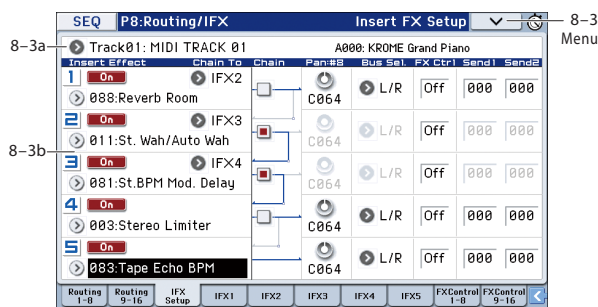 SEQ P8:Routing/IFX Insert FX Setup 8–3
Menu
8–3a Track01: MIDI TRACK 01 A000: KROME Grand Piano
Insert Effect Chain To Chain Pan:#8 Bus Sel. FX Ctrl Send1 Send2
1 On IFX2
088:Reverb Room C064 L/R Off 000 000
2 On IFX3
011:St. Wah/Auto Wah C064 L/R Off 000 000
8–3b
3 On IFX4
081:St.BPM Mod. Delay C064 L/R Off 000 000
4 On
003:Stereo Limiter C064 L/R Off 000 000
5 On
083:Tape Echo BPM C064 L/R Off 000 000
Routing 1-8 Routing 9-16 IFX Setup IFX1 IFX2 IFX3 IFX4 IFX5 FXControl 1-8 FXControl 9-16